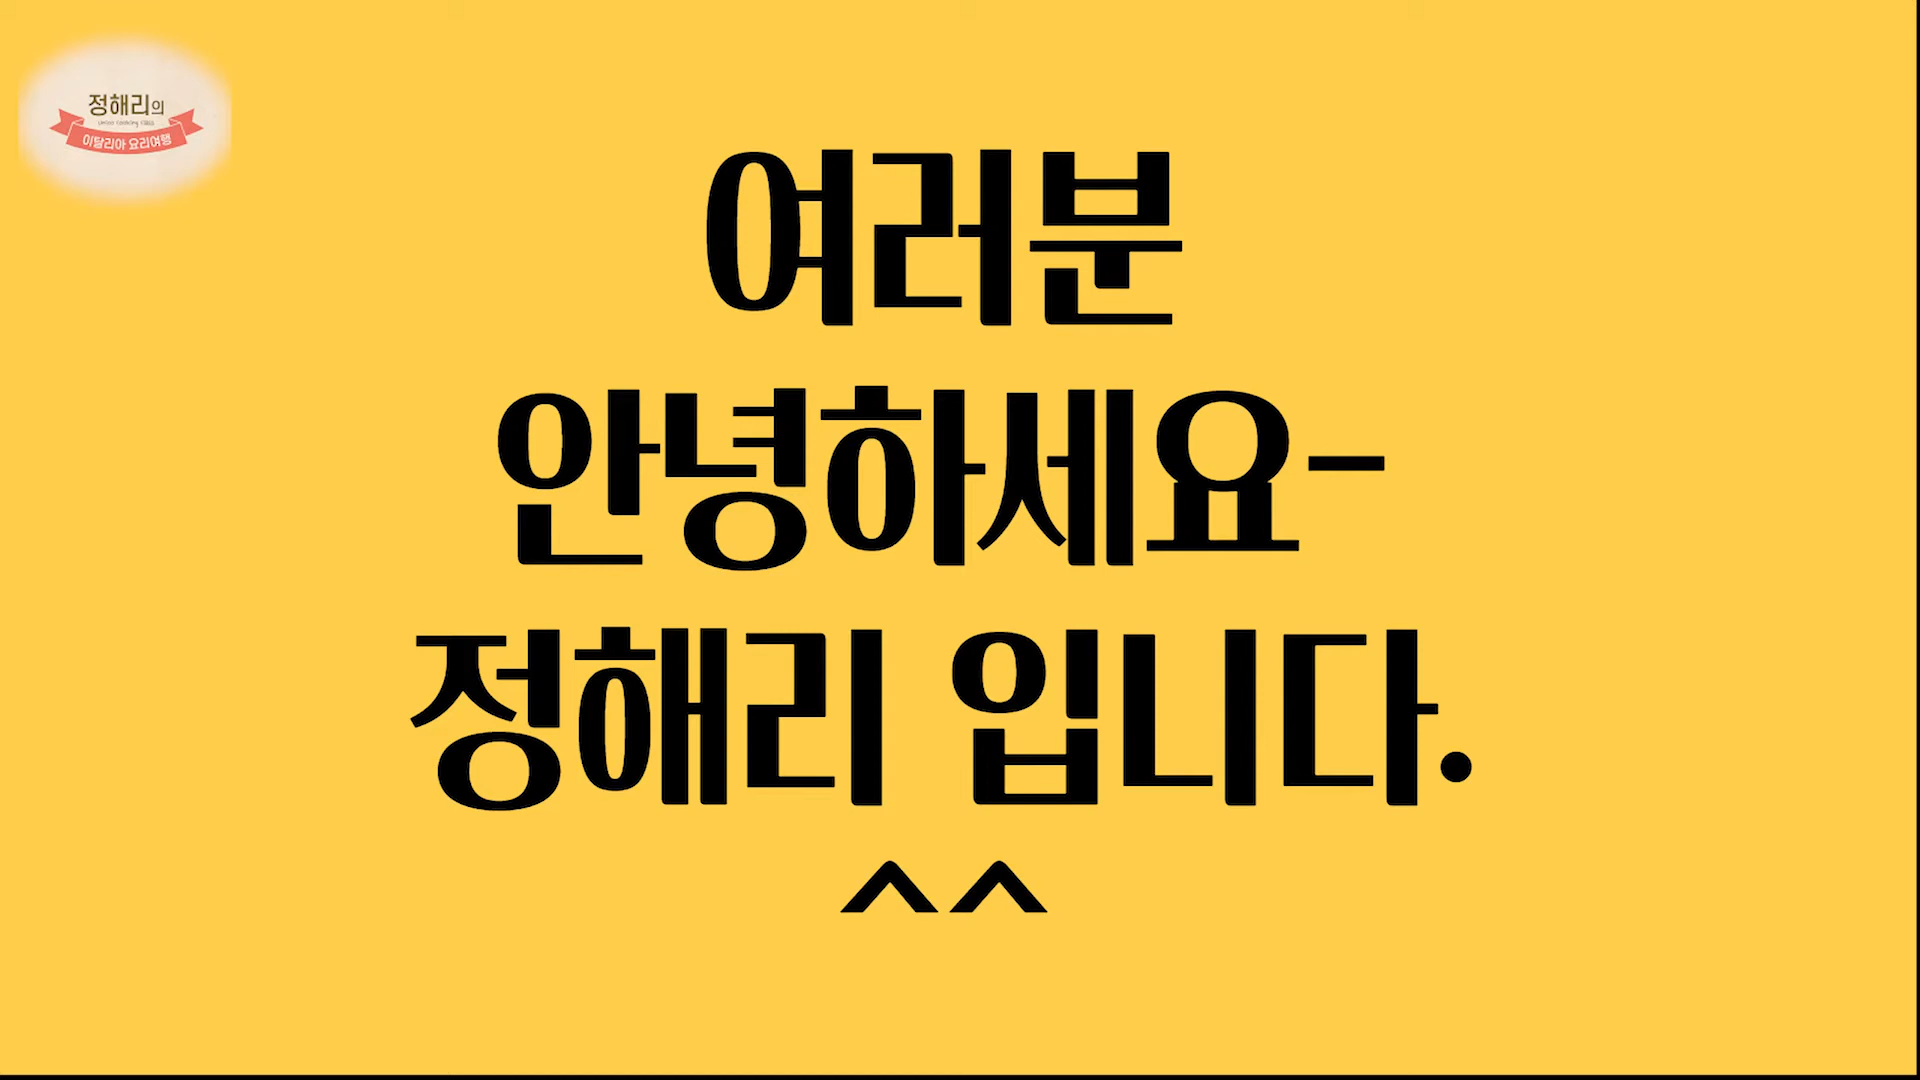 정해리의
이탈리아 요리여행
여러분
안녕하세요-
정해리 입니다.
^^